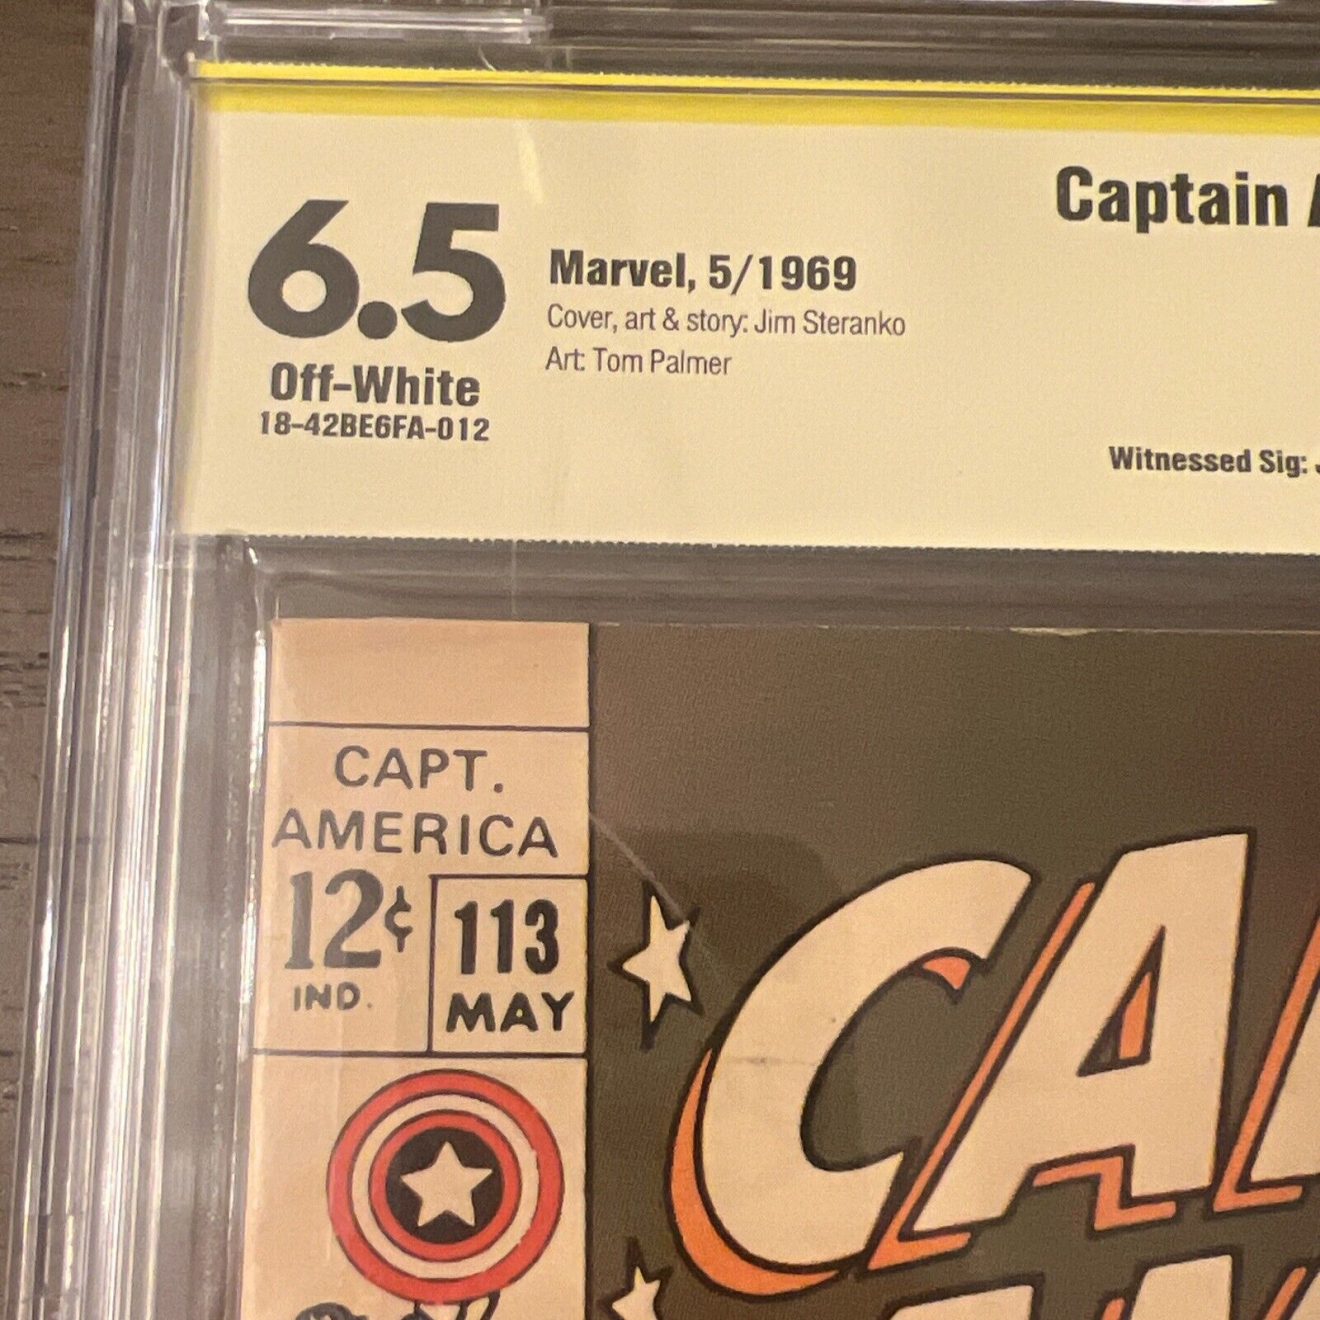 Captain
6.5
Marvel, 5/1969
Cover, art & story: Jim Steranko
Art: Tom Palmer
Off-White
18-42BE6FA-012
Witnessed Sig:
CAPT.
AMERICA
12¢
113
IND.
MAY
CA